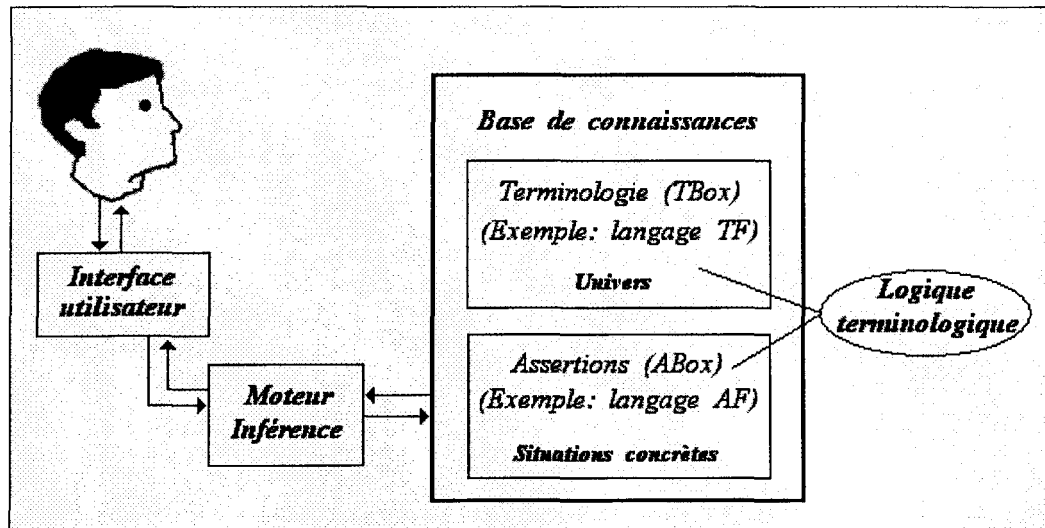 Base de connaissances
Terminologie (TBox)
(Exemple: langage TF)
Univers
Interface
utilisateur
Logique
terminologique
Assertions (ABox)
(Exemple: langage AF)
Moteur
Inférence
Situations concrètes